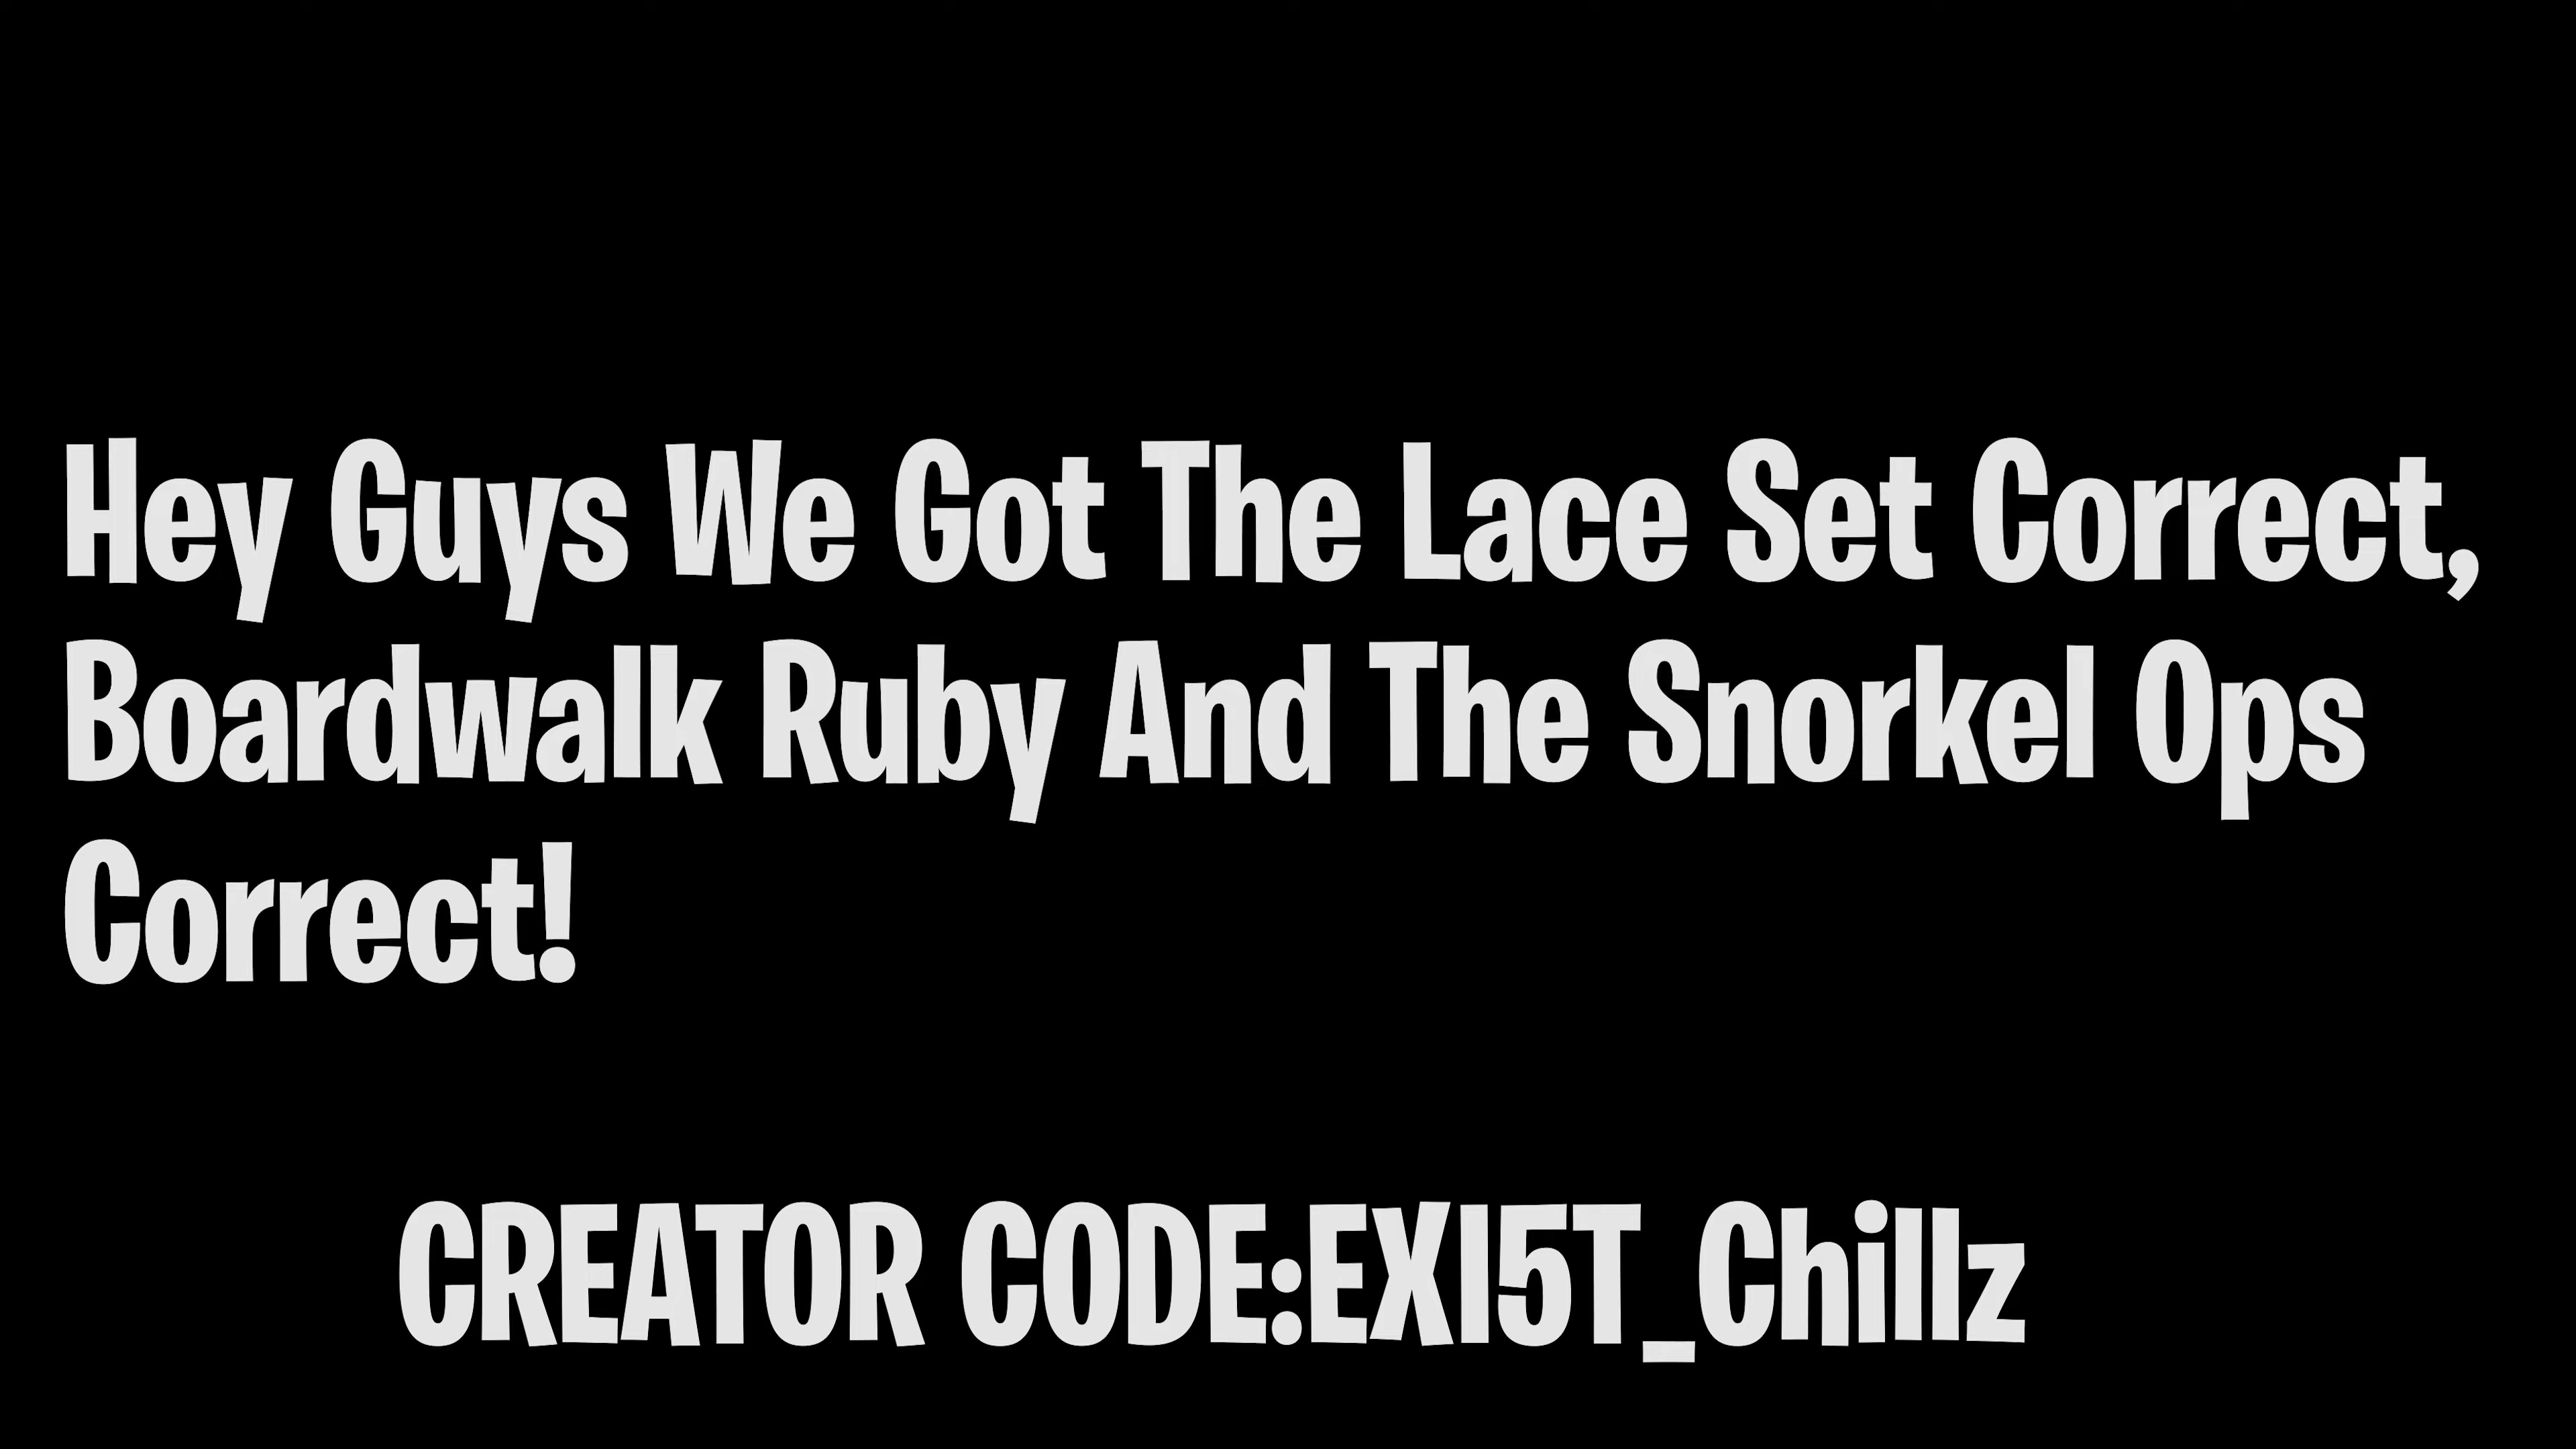 Hey Guys We Got The Lace Set Correct,
Boardwalk Ruby And The Snorkel Ops
Correct!
CREATOR CODE:EXI5T_Chillz